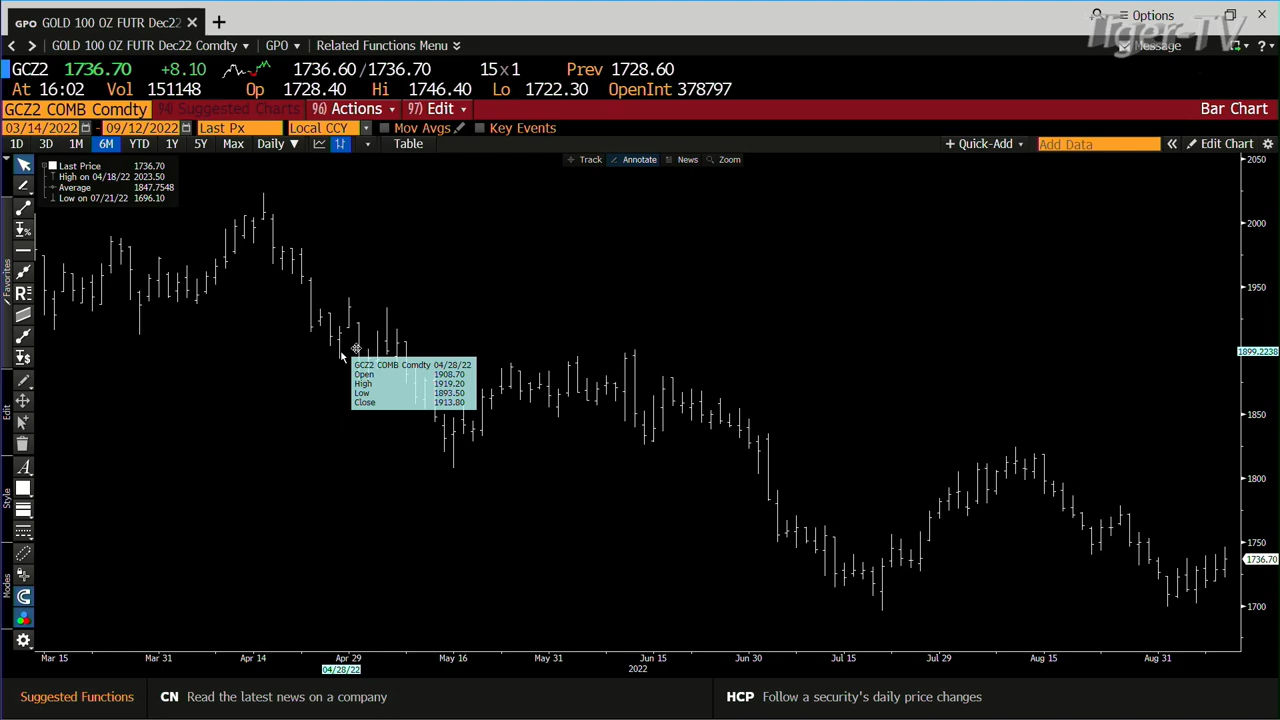 GPO GOLD 100 OZ FUTR Dec22
Options
Tiger-TV
GOLD 100 OZ FUTR Dec22 Comdty GPO Related Functions Menu
Message
GCZ2 1736.70 +8.10 1736.60/1736.70 15x1 Prev 1728.60
At 16:02 Vol 151148 Op 1728.40 Hi 1746.40 Lo 1722.30 OpenInt 378797
GCZ2 COMB Comdty 94) Suggested Charts 96) Actions 97) Edit Bar Chart
03/14/2022 - 09/12/2022 Last Px Local CCY Mov Avgs Key Events
1D 3D 1M 6M YTD 1Y 5Y Max Daily ▼ Table + Quick-Add Add Data « Edit Chart
Track Annotate News Zoom
Last Price 1736.70
High on 04/18/22 2023.50
Average 1847.7548
Low on 07/21/22 1696.10
2050
2000
1950
1899.2238
1850
1800
1750
1736.70
1700
GCZ2 COMB Comdty 04/28/22
Open 1908.70
High 1919.20
Low 1893.50
Close 1913.80
Favorites
Edit
Style
Modes
Mar 15 Mar 31 Apr 14 Apr 29 May 16 May 31 Jun 15 Jun 30 Jul 15 Jul 29 Aug 15 Aug 31
04/28/22
2022
Suggested Functions CN Read the latest news on a company HCP Follow a security's daily price changes